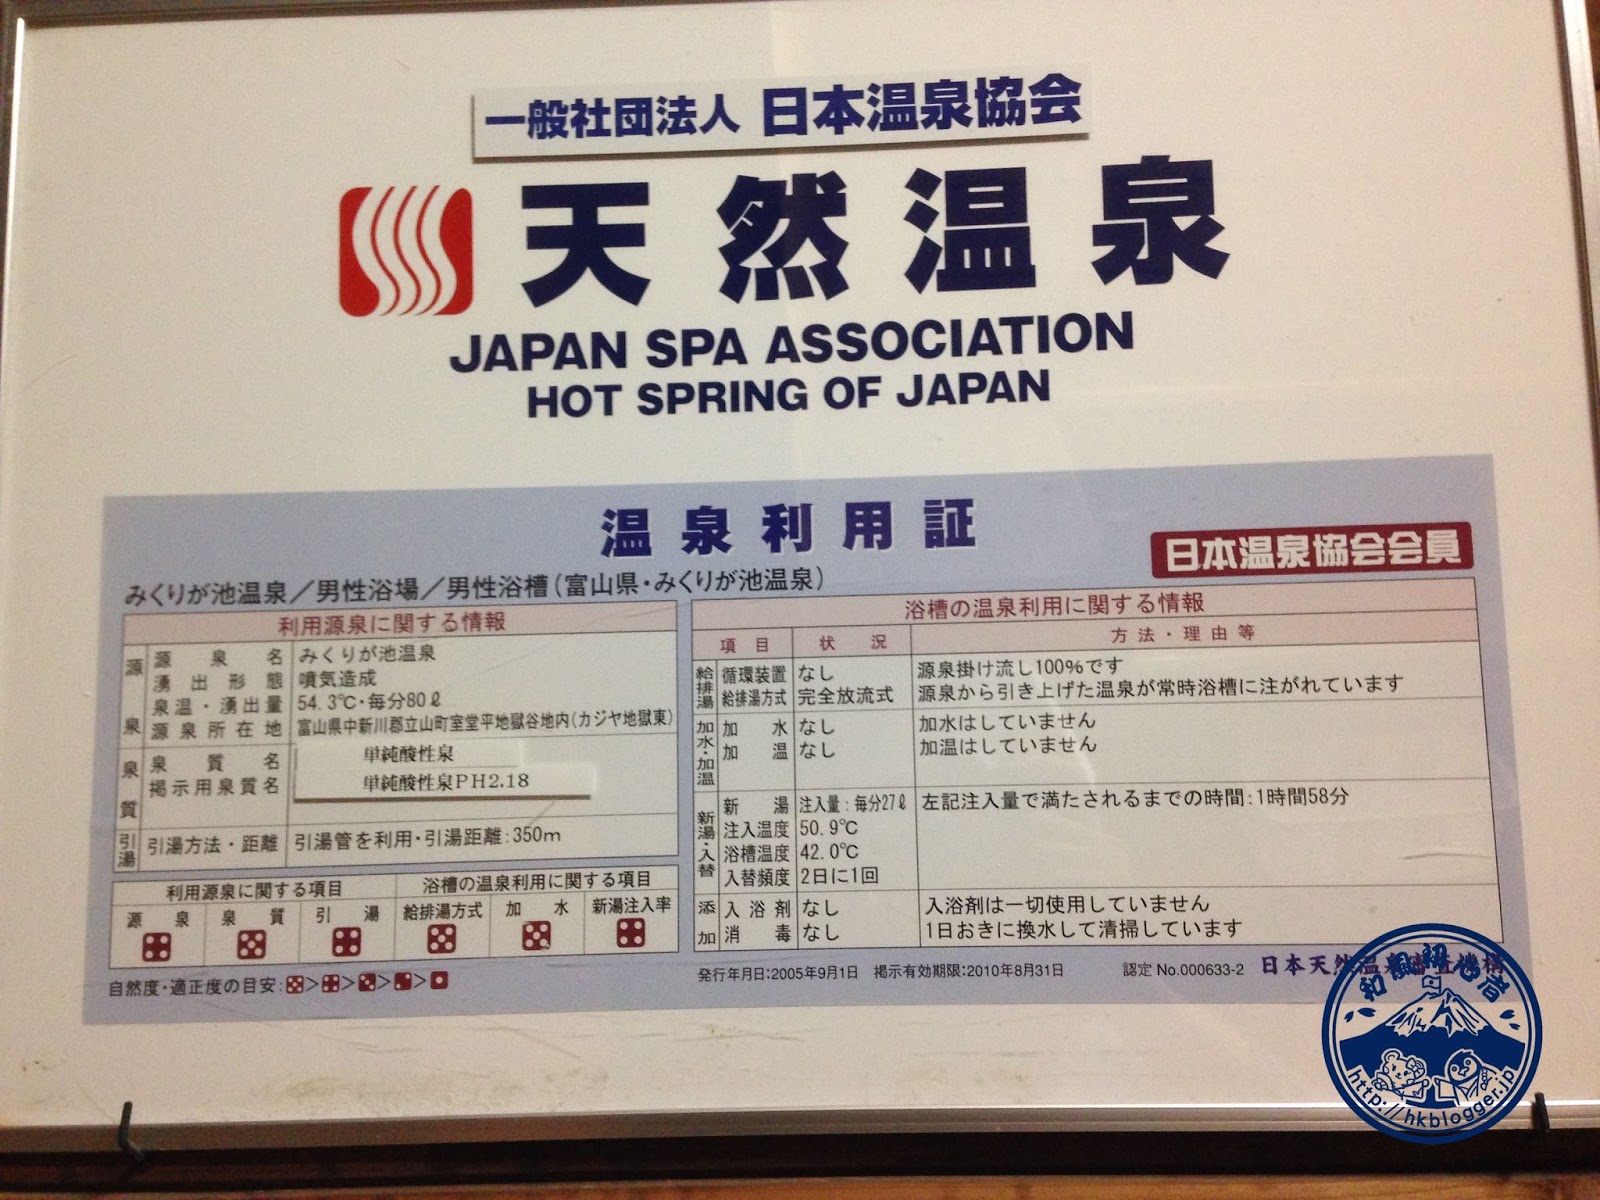 一般社団法人 日本温泉協会
天然温泉
JAPAN SPA ASSOCIATION
HOT SPRING OF JAPAN
温泉利用証
日本温泉協会会員
みくりが池温泉／男性浴場／男性浴槽(富山県・みくりが池温泉)
利用源泉に関する情報
源泉
源泉名 みくりが池温泉
湧出形態 噴気造成
泉温・湧出量 54.3℃・毎分80ℓ
源泉所在地 富山県中新川郡立山町室堂平地獄谷地内(カジヤ地獄東)
泉質
泉質名 単純酸性泉
掲示用泉質名 単純酸性泉PH2.18
引湯
引湯方法・距離 引湯管を利用・引湯距離:350m
利用源泉に関する項目 浴槽の温泉利用に関する項目
源泉 泉質 引湯 給排湯方式 加水 新湯注入率
自然度・適正度の目安: > > > >
浴槽の温泉利用に関する情報
項目 状況 方法・理由等
給排湯
循環装置 なし 源泉掛け流し100%です
給排湯方式 完全放流式 源泉から引き上げた温泉が常時浴槽に注がれています
加水・加温
加水 なし 加水はしていません
加温 なし 加温はしていません
新湯・入替
新湯 注入量:毎分27ℓ 左記注入量で満たされるまでの時間:1時間58分
注入温度 50.9℃
浴槽温度 42.0℃
入替頻度 2日に1回
添加
入浴剤 なし 入浴剤は一切使用していません
消毒 なし 1日おきに換水して清掃しています
発行年月日:2005年9月1日 掲示有効期限:2010年8月31日 認定 No.000633-2 日本天然温泉審査機構
和風翱迪者
http://hkblogger.jp